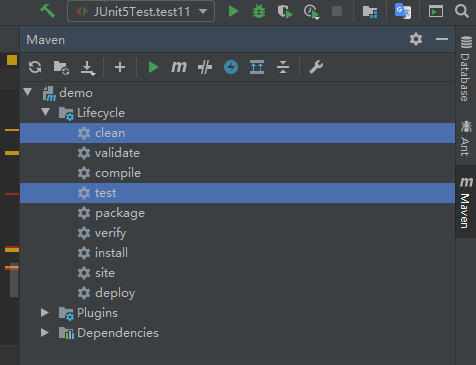 JUnit5Test.test11
Maven
demo
Lifecycle
clean
validate
compile
test
package
verify
install
site
deploy
Plugins
Dependencies
Database
Ant
m Maven